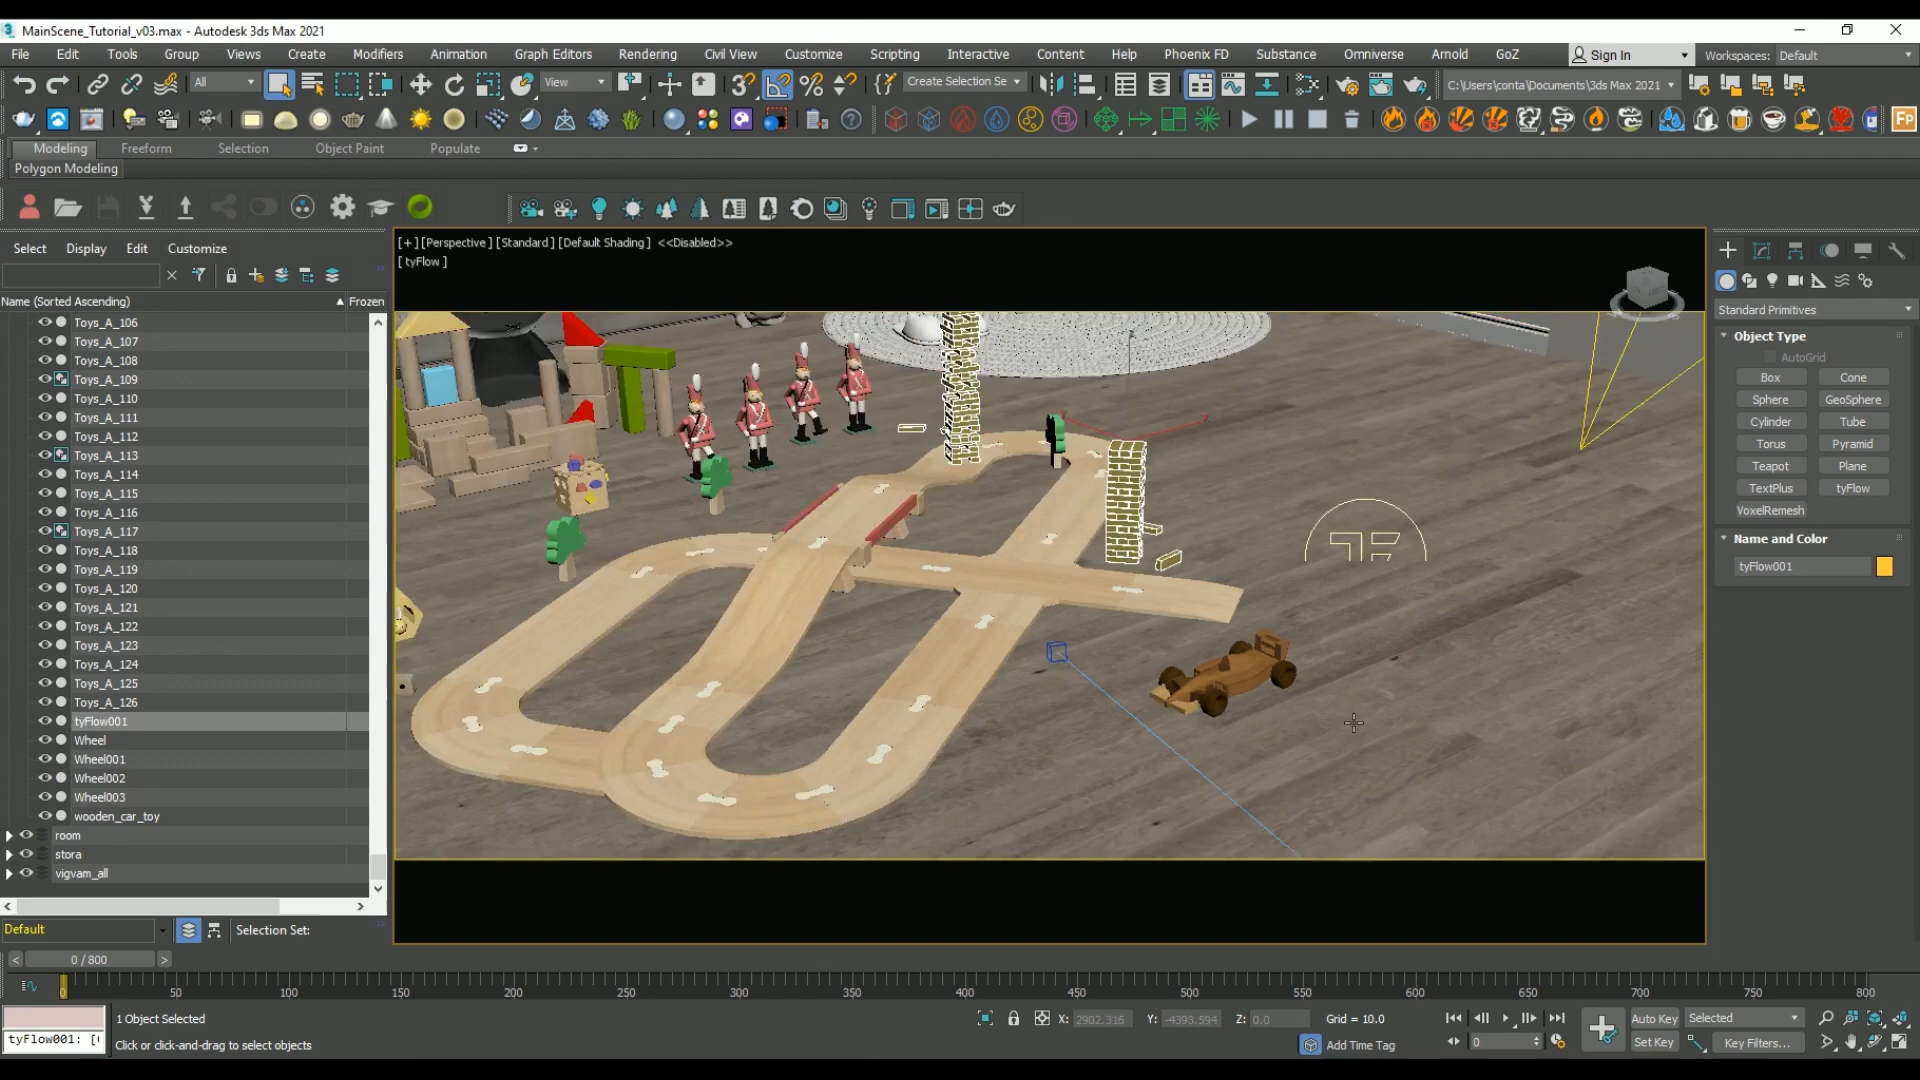 MainScene_Tutorial_v03.max - Autodesk 3ds Max 2021
File Edit Tools Group Views Create Modifiers Animation Graph Editors Rendering Civil View Customize Scripting Interactive Content Help Phoenix FD Substance Omniverse Arnold GoZ Sign In Workspaces: Default
All View Create Selection Se C:\Users\conta\Documents\3ds Max 2021
Fp
Modeling Freeform Selection Object Paint Populate
Polygon Modeling
Select Display Edit Customize
Name (Sorted Ascending) Frozen
Toys_A_106
Toys_A_107
Toys_A_108
Toys_A_109
Toys_A_110
Toys_A_111
Toys_A_112
Toys_A_113
Toys_A_114
Toys_A_115
Toys_A_116
Toys_A_117
Toys_A_118
Toys_A_119
Toys_A_120
Toys_A_121
Toys_A_122
Toys_A_123
Toys_A_124
Toys_A_125
Toys_A_126
tyFlow001
Wheel
Wheel001
Wheel002
Wheel003
wooden_car_toy
room
stora
vigvam_all
Default Selection Set:
[+] [Perspective] [Standard] [Default Shading] <<Disabled>>
[tyFlow]
Standard Primitives
Object Type
AutoGrid
Box Cone
Sphere GeoSphere
Cylinder Tube
Torus Pyramid
Teapot Plane
TextPlus tyFlow
VoxelRemesh
Name and Color
tyFlow001
< 0 / 800 >
0 50 100 150 200 250 300 350 400 450 500 550 600 650 700 750 800
1 Object Selected
X: 2902.316 Y: -4393.594 Z: 0.0 Grid = 10.0
Auto Key Selected
tyFlow001: [
Click or click-and-drag to select objects
Add Time Tag
0
Set Key Key Filters...